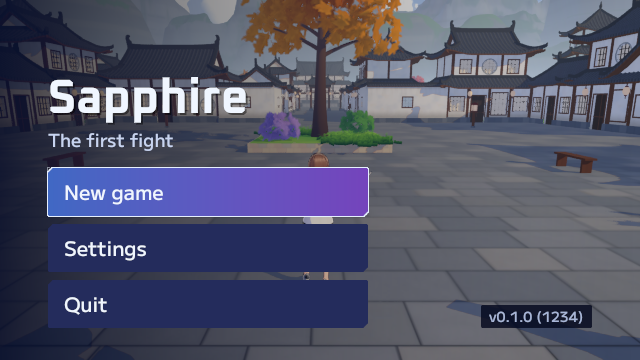 Sapphire
The first fight
New game
Settings
Quit
v0.1.0 (1234)